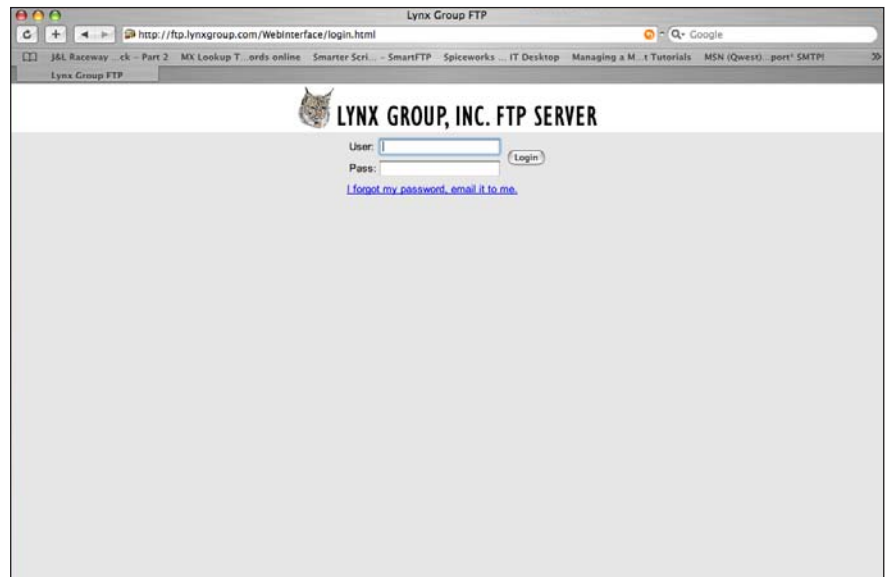 Lynx Group FTP
http://ftp.lynxgroup.com/WebInterface/login.html
Google
J&L Raceway ...ck - Part 2 MX Lookup T...ords online Smarter Scri... - SmartFTP Spiceworks ... IT Desktop Managing a M...t Tutorials MSN (Qwest)...port* SMTP!
Lynx Group FTP
LYNX GROUP, INC. FTP SERVER
User:
Login
Pass:
I forgot my password, email it to me.